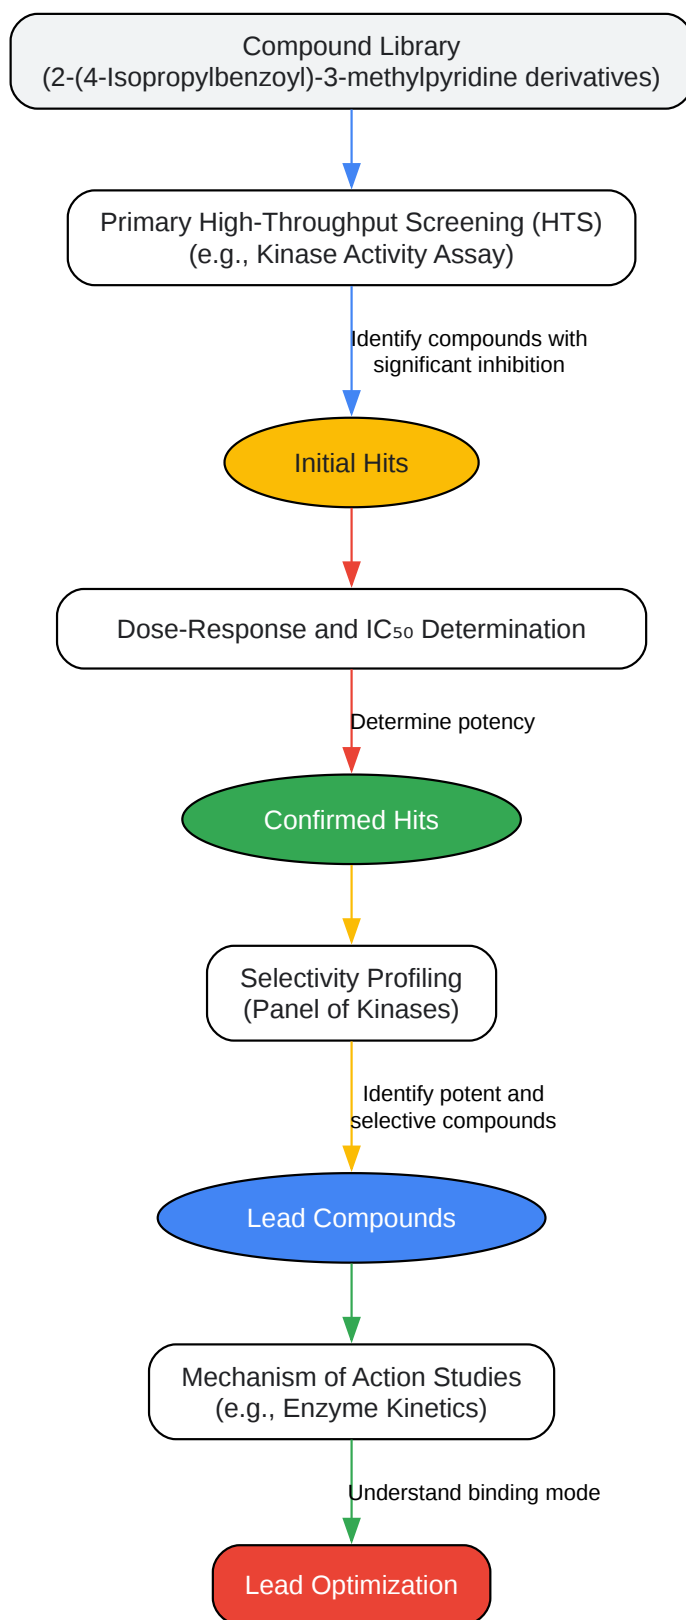 Compound Library
(2-(4-Isopropylbenzoyl)-3-methylpyridine derivatives)
Primary High-Throughput Screening (HTS)
(e.g., Kinase Activity Assay)
Identify compounds with
significant inhibition
Initial Hits
Dose-Response and IC₅₀ Determination
Determine potency
Confirmed Hits
Selectivity Profiling
(Panel of Kinases)
Identify potent and
selective compounds
Lead Compounds
Mechanism of Action Studies
(e.g., Enzyme Kinetics)
Understand binding mode
Lead Optimization